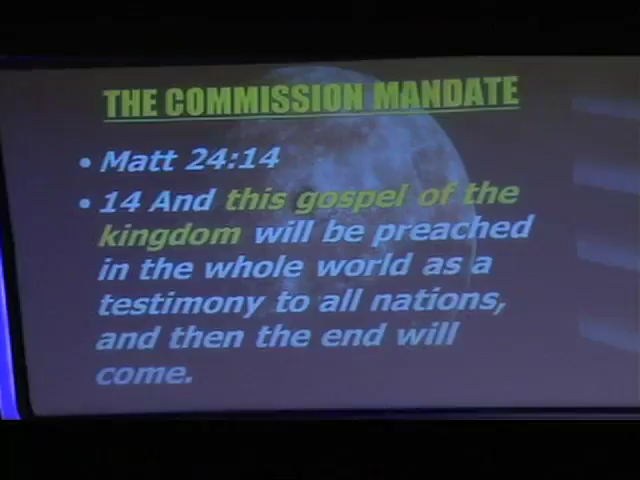 THE COMMISSION MANDATE
• Matt 24:14
• 14 And this gospel of the
kingdom will be preached
in the whole world as a
testimony to all nations,
and then the end will
come.